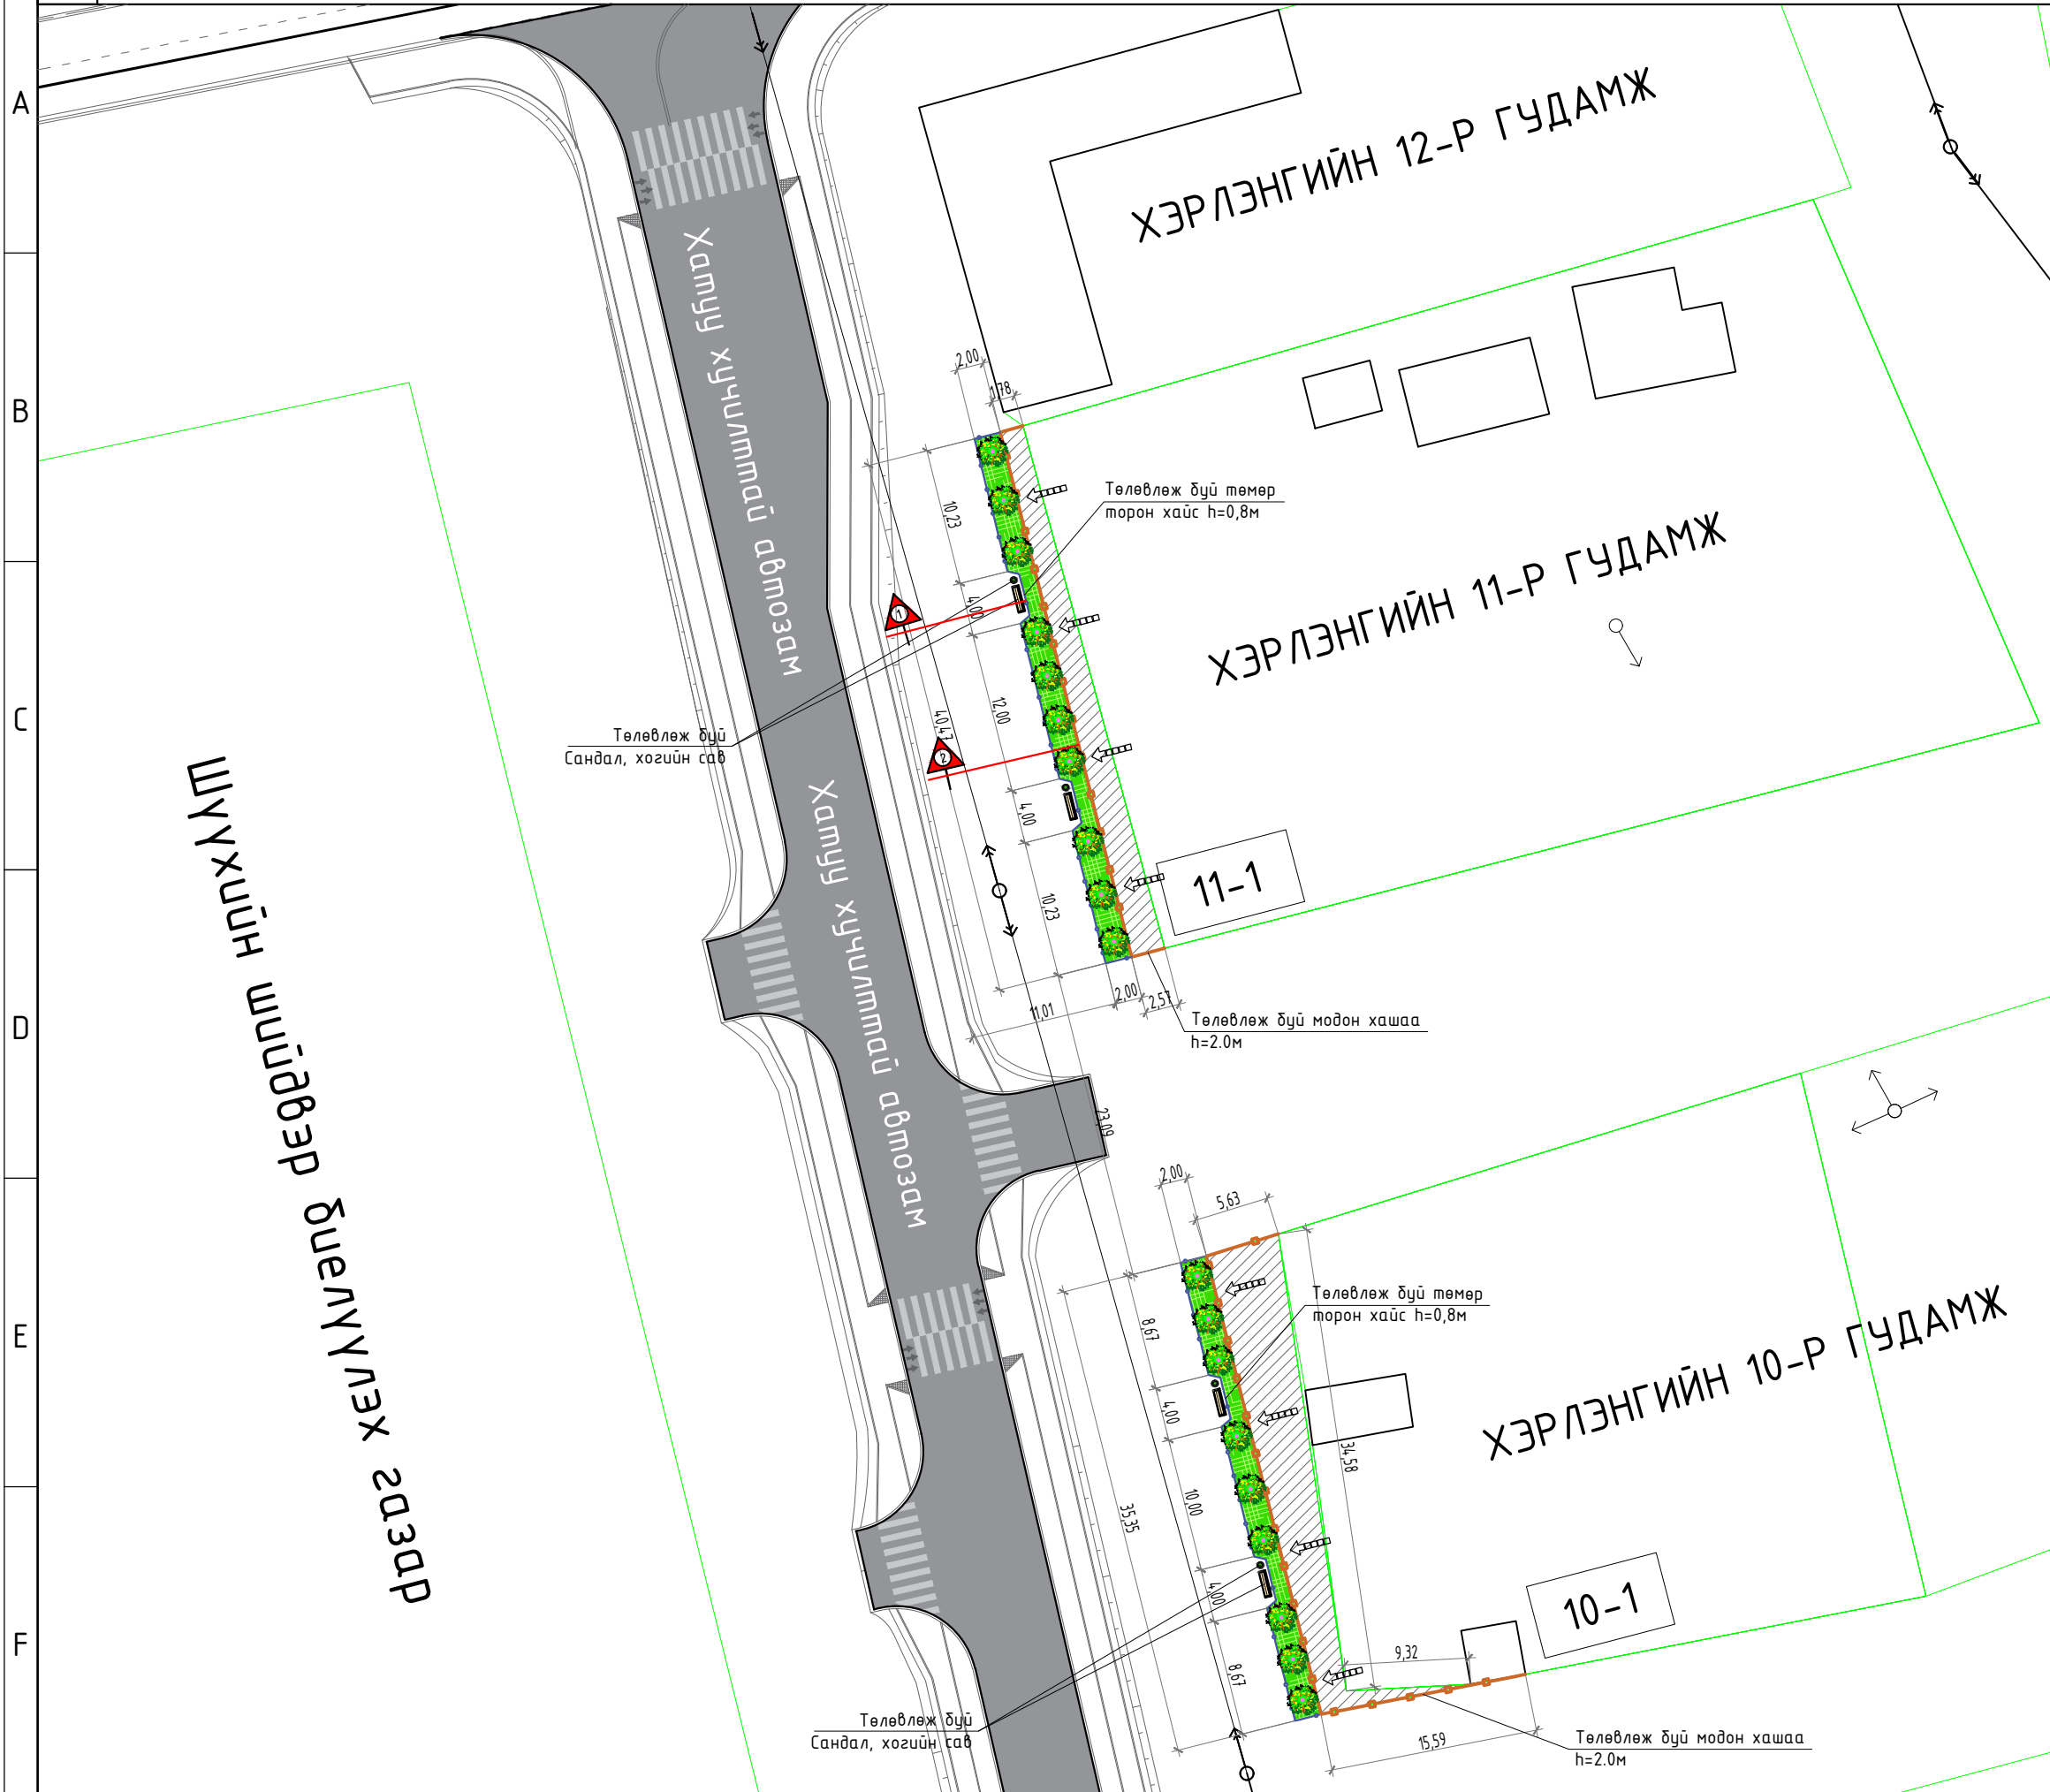 A
B
C
D
E
F
ХЭРЛЭНГИЙН 12-Р ГУДАМЖ
Хатуу хучилттай автозам
2,00
1,78
10,23
Төлөвлөж буй төмөр
торон хайс h=0,8м
ХЭРЛЭНГИЙН 11-Р ГУДАМЖ
1
4,00
12,00
40,47
Төлөвлөж буй
Сандал, хогийн сав
2
4,00
Хатуу хучилттай автозам
Шүүхийн шийдвэр биелүүлэх газар
11-1
10,23
11,01
2,00
2,57
Төлөвлөж буй модон хашаа
h=2.0м
23,09
2,00
5,63
Төлөвлөж буй төмөр
торон хайс h=0,8м
8,67
4,00
ХЭРЛЭНГИЙН 10-Р ГУДАМЖ
34,58
10,00
35,35
4,00
10-1
9,32
8,67
Төлөвлөж буй
Сандал, хогийн сав
15,59
Төлөвлөж буй модон хашаа
h=2.0м